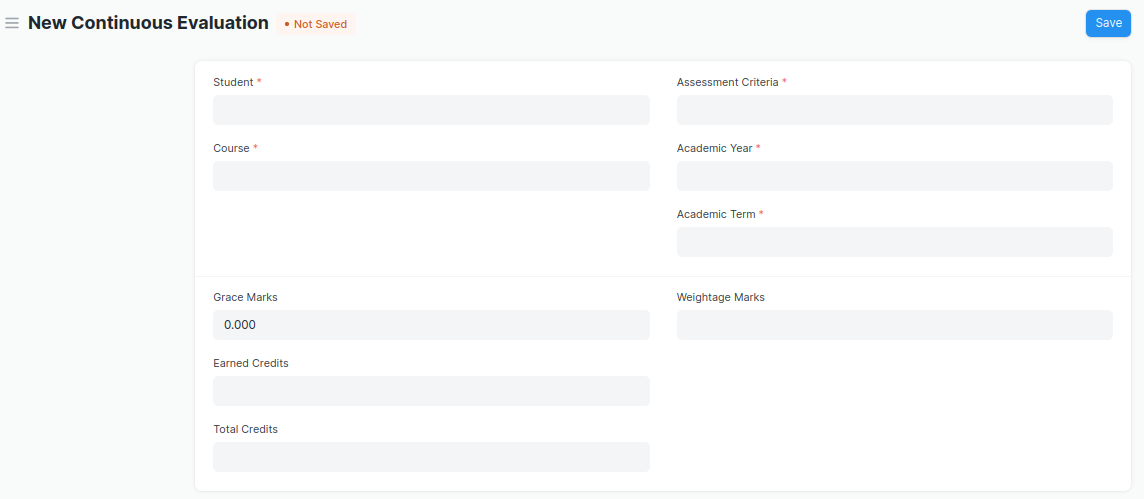 New Continuous Evaluation • Not Saved Save
Student * Assessment Criteria *
Course * Academic Year *
Academic Term *
Grace Marks Weightage Marks
0.000
Earned Credits
Total Credits